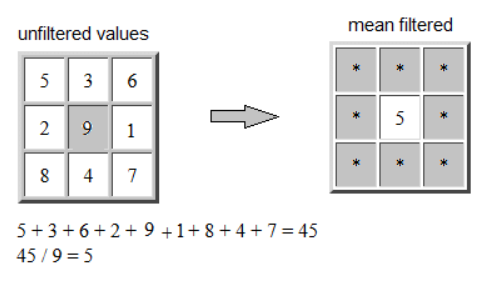 unfiltered values
mean filtered
5 3 6
2 9 1
8 4 7
* * *
* 5 *
* * *
5 + 3 + 6 + 2 + 9 + 1 + 8 + 4 + 7 = 45
45 / 9 = 5